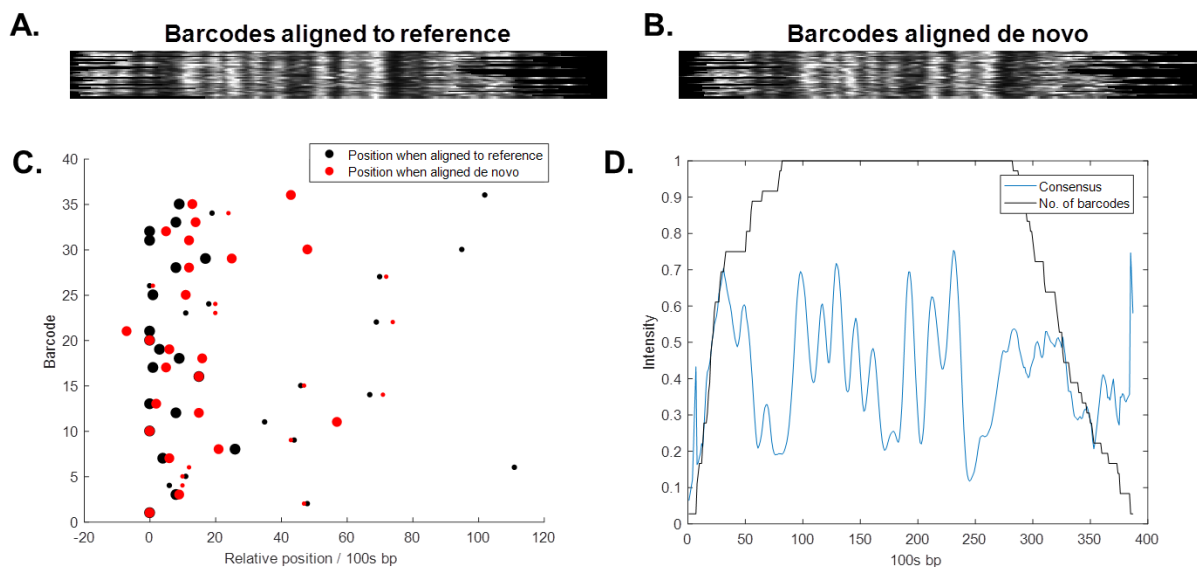 A.
Barcodes aligned to reference
B.
Barcodes aligned de novo
C.
40
35
30
25
20
15
10
5
0
Barcode
-20
0
20
40
60
80
100
120
Relative position / 100s bp
Position when aligned to reference
Position when aligned de novo
D.
1
0.9
0.8
0.7
0.6
0.5
0.4
0.3
0.2
0.1
0
Intensity
0
50
100
150
200
250
300
350
400
100s bp
Consensus
No. of barcodes